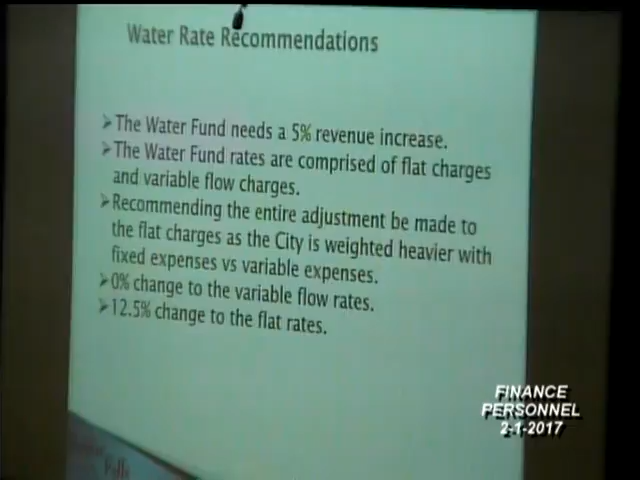 Water Rate Recommendations
➢The Water Fund needs a 5% revenue increase.
➢The Water Fund rates are comprised of flat charges
and variable flow charges.
➢Recommending the entire adjustment be made to
the flat charges as the City is weighted heavier with
fixed expenses vs variable expenses.
➢0% change to the variable flow rates.
➢12.5% change to the flat rates.
Falls
FINANCE
PERSONNEL
2-1-2017